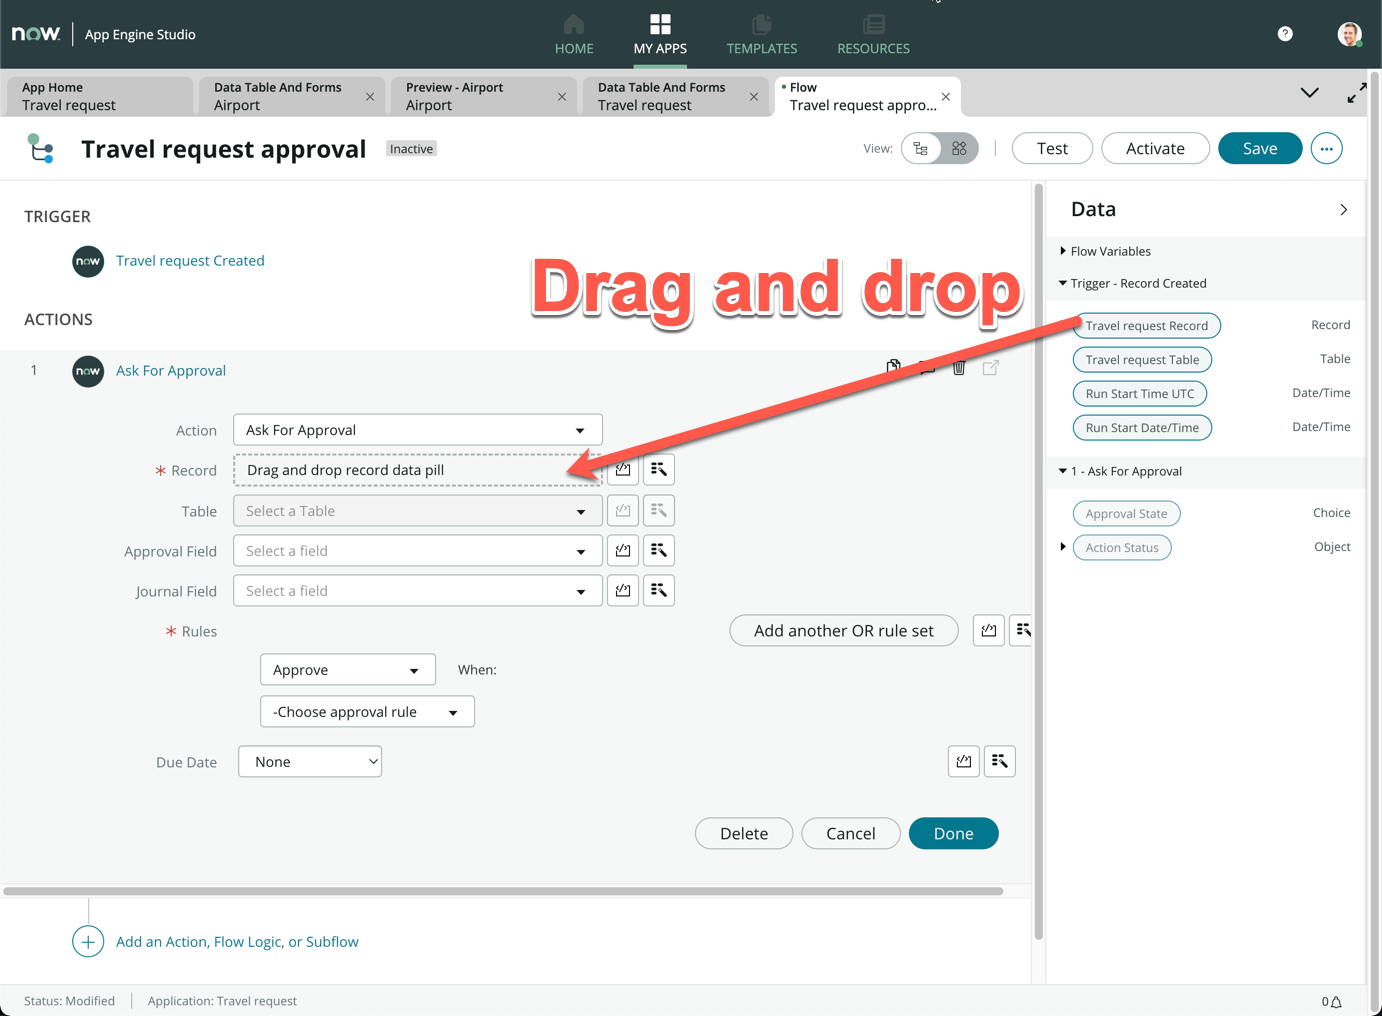 now. App Engine Studio
HOME
MY APPS
TEMPLATES
RESOURCES
?
App Home
Travel request
Data Table And Forms
Airport
Preview - Airport
Airport
Data Table And Forms
Travel request
Flow
Travel request appro...
Travel request approval
Inactive
View:
Test
Activate
Save
TRIGGER
now
Travel request Created
Drag and drop
ACTIONS
1
now
Ask For Approval
Action
Ask For Approval
* Record
Drag and drop record data pill
Table
Select a Table
Approval Field
Select a field
Journal Field
Select a field
* Rules
Add another OR rule set
Approve
When:
-Choose approval rule
Due Date
None
Delete
Cancel
Done
Add an Action, Flow Logic, or Subflow
Data
Flow Variables
Trigger - Record Created
Travel request Record
Record
Travel request Table
Table
Run Start Time UTC
Date/Time
Run Start Date/Time
Date/Time
1 - Ask For Approval
Approval State
Choice
Action Status
Object
Status: Modified
Application: Travel request
0